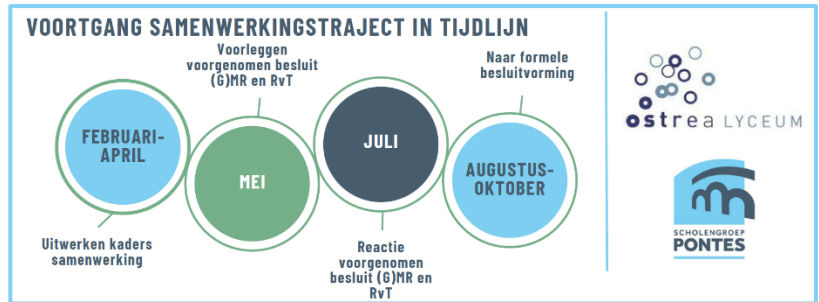 VOORTGANG SAMENWERKINGSTRAJECT IN TIJDLIJN
Voorleggen
voorgenomen besluit
(G)MR en RvT
Naar formele
besluitvorming
FEBRUARI-
APRIL
MEI
JULI
AUGUSTUS-
OKTOBER
Uitwerken kaders
samenwerking
Reactie
voorgenomen
besluit (G)MR en
RvT
ostrea LYCEUM
SCHOLENGROEP
PONTES